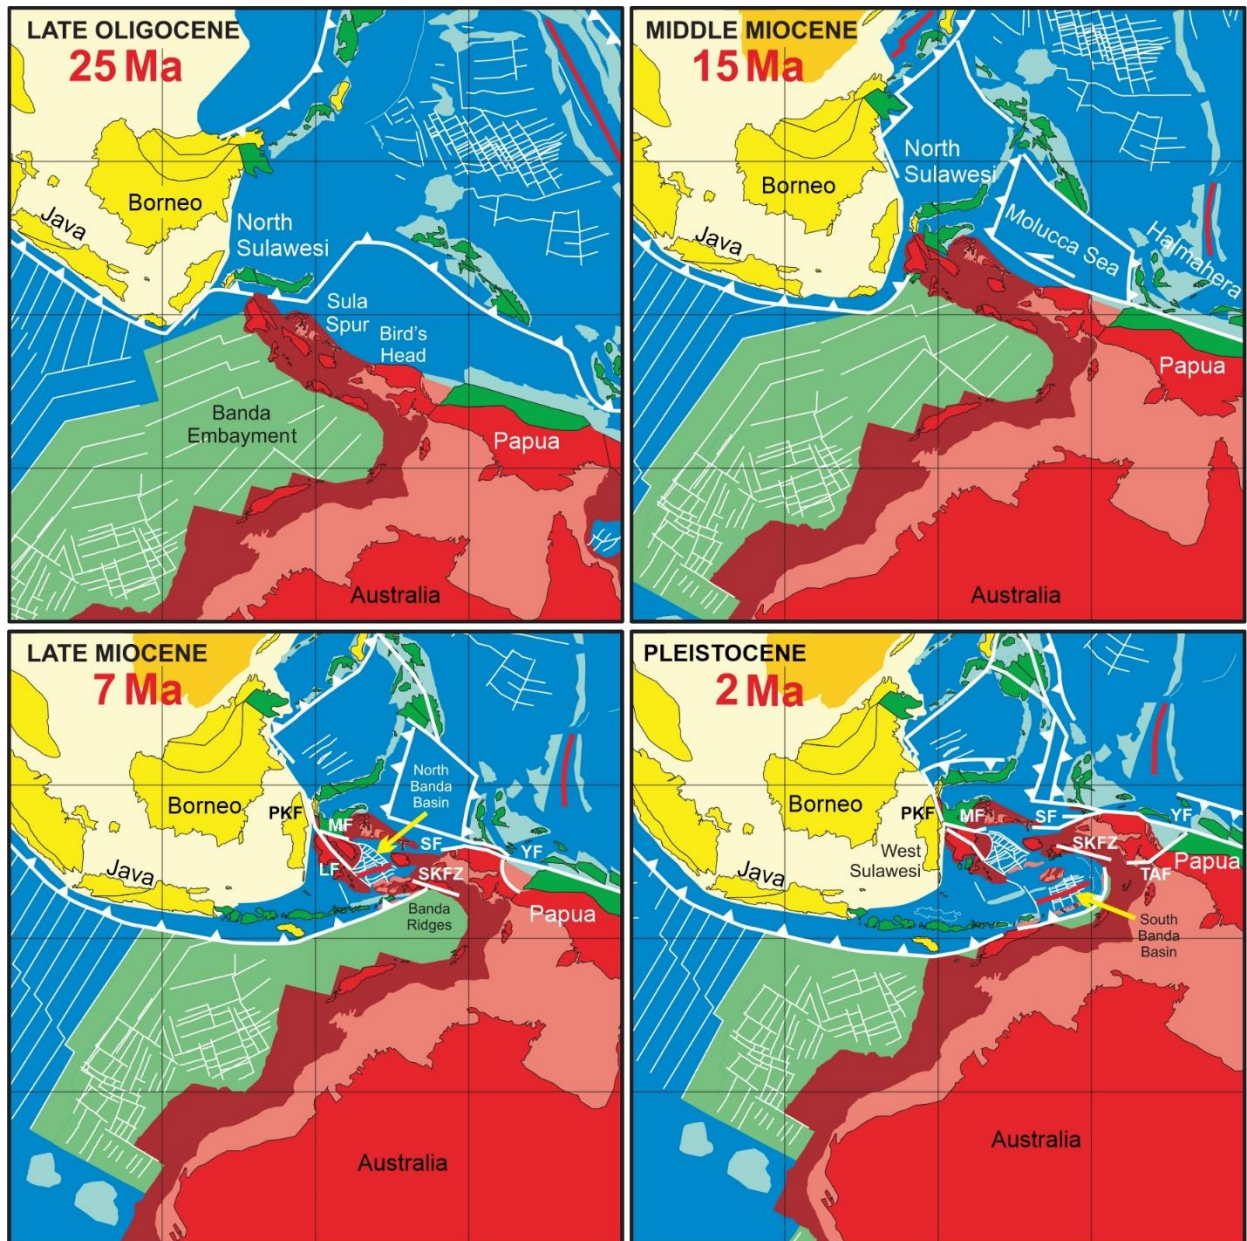 LATE OLIGOCENE
25 Ma
Borneo
Java
North
Sulawesi
Sula
Spur
Bird's
Head
Banda
Embayment
Papua
Australia
MIDDLE MIOCENE
15 Ma
Borneo
Java
North
Sulawesi
Molucca Sea
Halmahera
Papua
Australia
LATE MIOCENE
7 Ma
North
Banda
Basin
Borneo
PKF
MF
SF
YF
LF
SKFZ
Java
Banda
Ridges
Papua
Australia
PLEISTOCENE
2 Ma
Borneo
PKF
MF
SF
YF
West
Sulawesi
SKFZ
TAF
Papua
Java
South
Banda
Basin
Australia